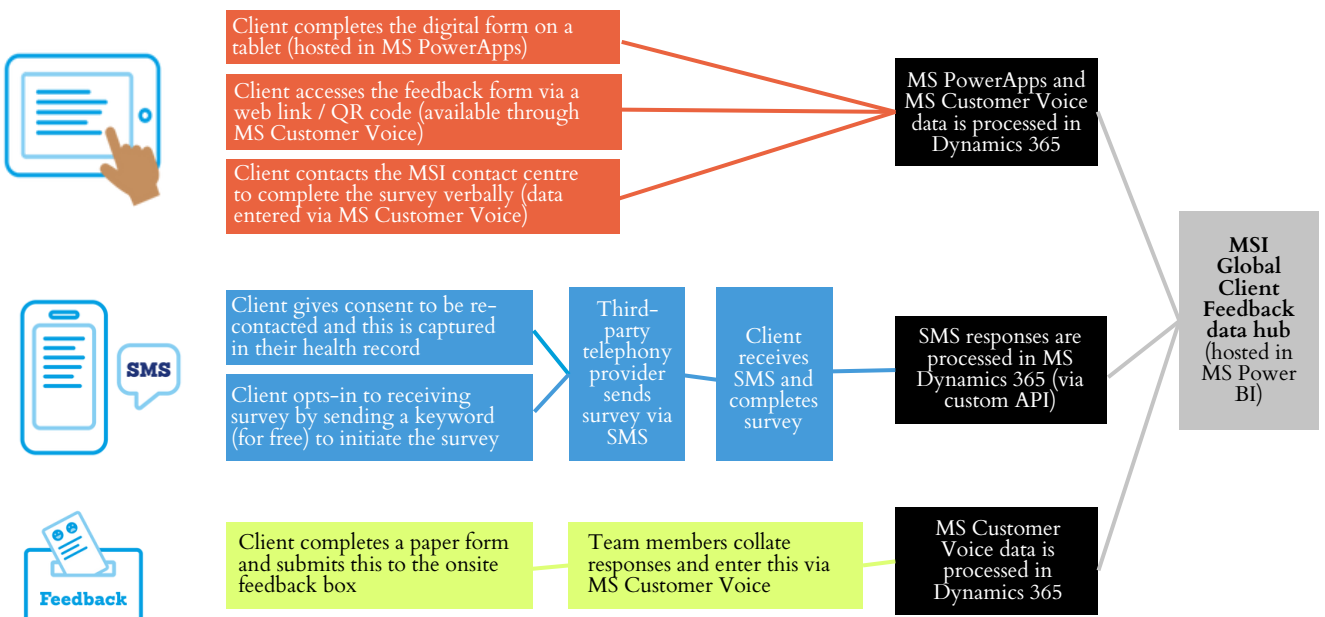 Client completes the digital form on a
tablet (hosted in MS PowerApps)
Client accesses the feedback form via a
web link / QR code (available through
MS Customer Voice)
Client contacts the MSI contact centre
to complete the survey verbally (data
entered via MS Customer Voice)
MS PowerApps and
MS Customer Voice
data is processed in
Dynamics 365
SMS
Client gives consent to be re-
contacted and this is captured
in their health record
Client opts-in to receiving
survey by sending a keyword
(for free) to initiate the survey
Third-
party
telephony
provider
sends
survey via
SMS
Client
receives
SMS and
completes
survey
SMS responses are
processed in MS
Dynamics 365 (via
custom API)
Feedback
Client completes a paper form
and submits this to the onsite
feedback box
Team members collate
responses and enter this via
MS Customer Voice
MS Customer
Voice data is
processed in
Dynamics 365
MSI
Global
Client
Feedback
data hub
(hosted in
MS Power
BI)